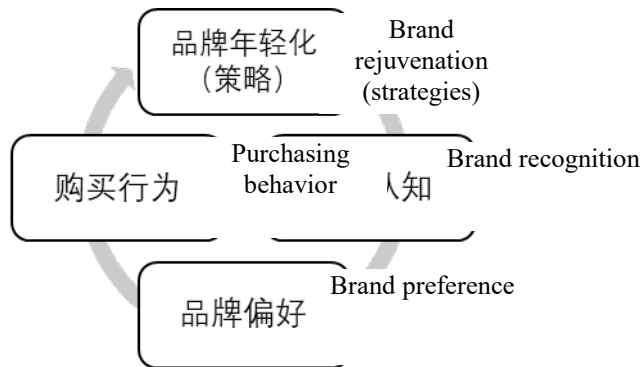 品牌年轻化
（策略）
Brand
rejuvenation
(strategies)
购买行为
Purchasing
behavior
知
Brand recognition
品牌偏好
Brand preference